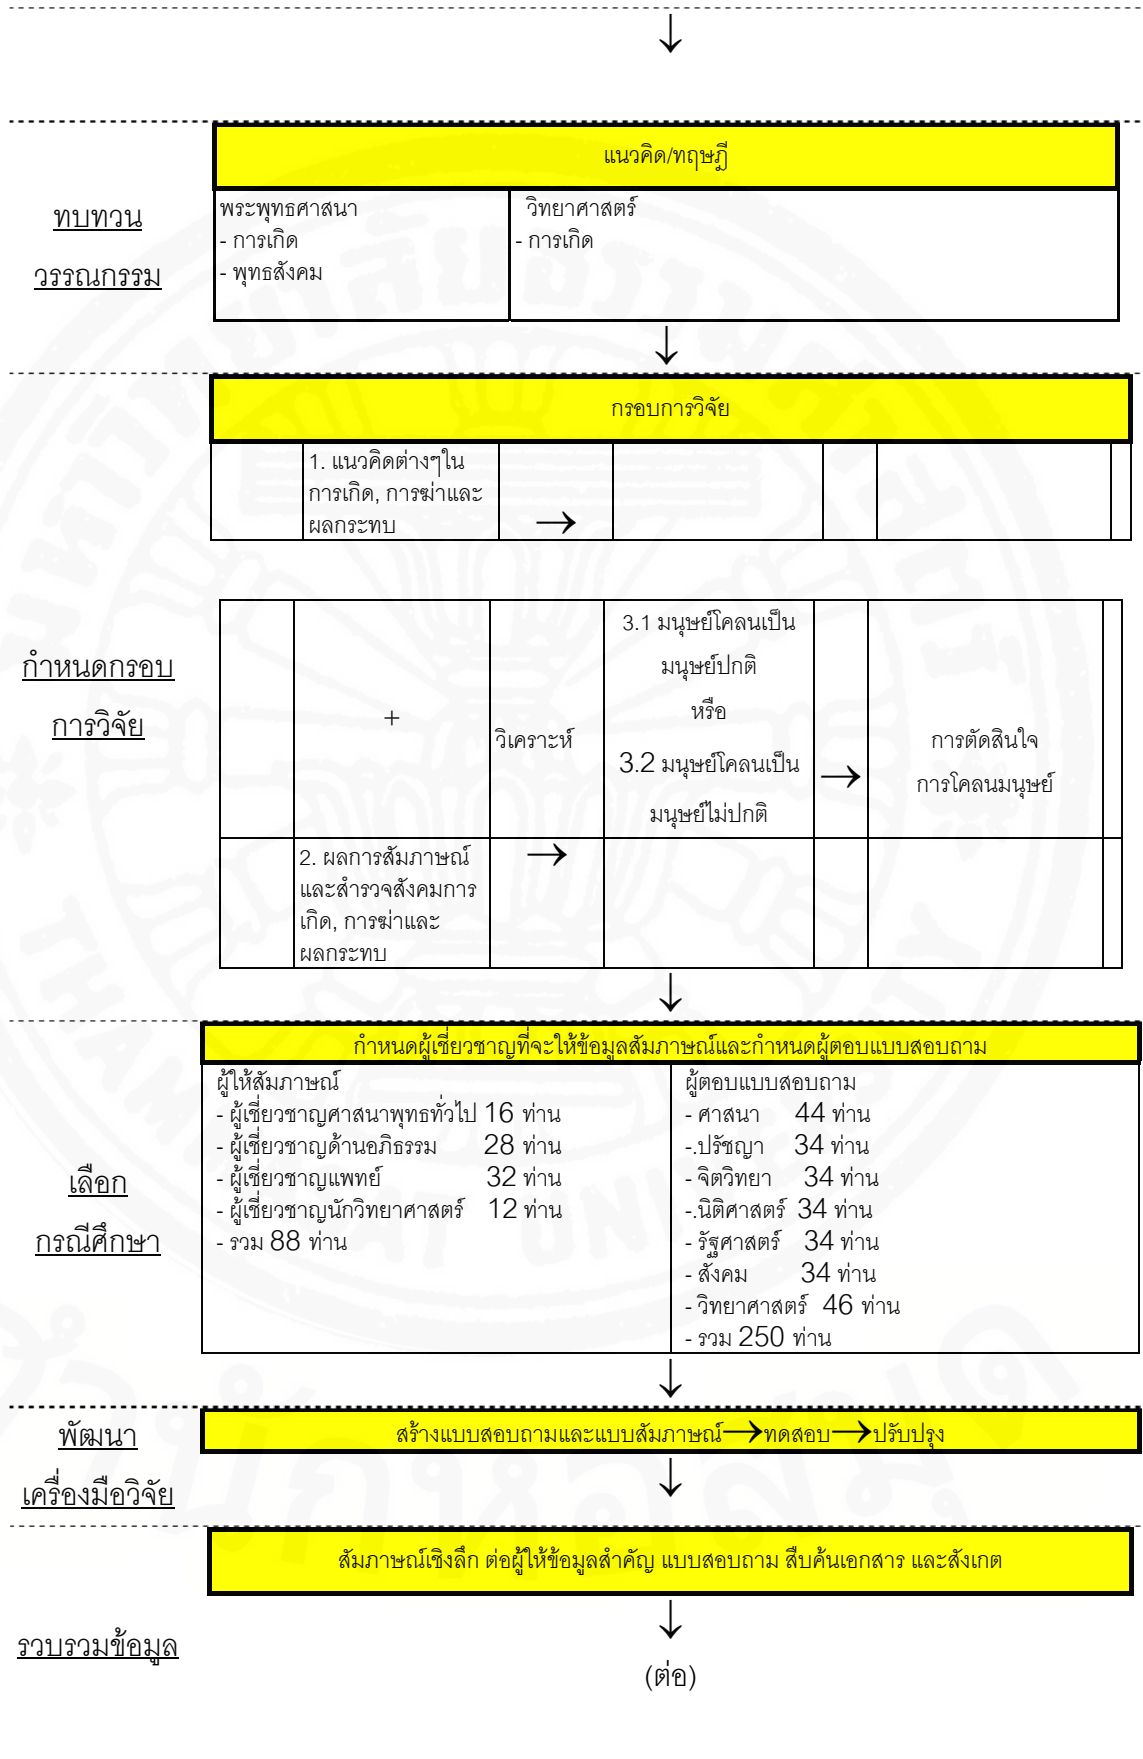 แนวคิด/ทฤษฎี
ทบทวน
วรรณกรรม
พระพุทธศาสนา
- การเกิด
- พุทธสังคม
วิทยาศาสตร์
- การเกิด
กรอบการวิจัย
1. แนวคิดต่างๆใน
การเกิด, การฆ่าและ
ผลกระทบ
→
กำหนดกรอบ
การวิจัย
+
วิเคราะห์
3.1 มนุษย์โคลนเป็น
มนุษย์ปกติ
หรือ
3.2 มนุษย์โคลนเป็น
มนุษย์ไม่ปกติ
→
การตัดสินใจ
การโคลนมนุษย์
2. ผลการสัมภาษณ์
และสำรวจสังคมการ
เกิด, การฆ่าและ
ผลกระทบ
→
กำหนดผู้เชี่ยวชาญที่จะให้ข้อมูลสัมภาษณ์และกำหนดผู้ตอบแบบสอบถาม
เลือก
กรณีศึกษา
ผู้ให้สัมภาษณ์
- ผู้เชี่ยวชาญศาสนาพุทธทั่วไป 16 ท่าน
- ผู้เชี่ยวชาญด้านอภิธรรม 28 ท่าน
- ผู้เชี่ยวชาญแพทย์ 32 ท่าน
- ผู้เชี่ยวชาญนักวิทยาศาสตร์ 12 ท่าน
- รวม 88 ท่าน
ผู้ตอบแบบสอบถาม
- ศาสนา 44 ท่าน
-.ปรัชญา 34 ท่าน
- จิตวิทยา 34 ท่าน
-.นิติศาสตร์ 34 ท่าน
- รัฐศาสตร์ 34 ท่าน
- สังคม 34 ท่าน
- วิทยาศาสตร์ 46 ท่าน
- รวม 250 ท่าน
พัฒนา
เครื่องมือวิจัย
สร้างแบบสอบถามและแบบสัมภาษณ์→ทดสอบ→ปรับปรุง
สัมภาษณ์เชิงลึก ต่อผู้ให้ข้อมูลสำคัญ แบบสอบถาม สืบค้นเอกสาร และสังเกต
รวบรวมข้อมูล
(ต่อ)